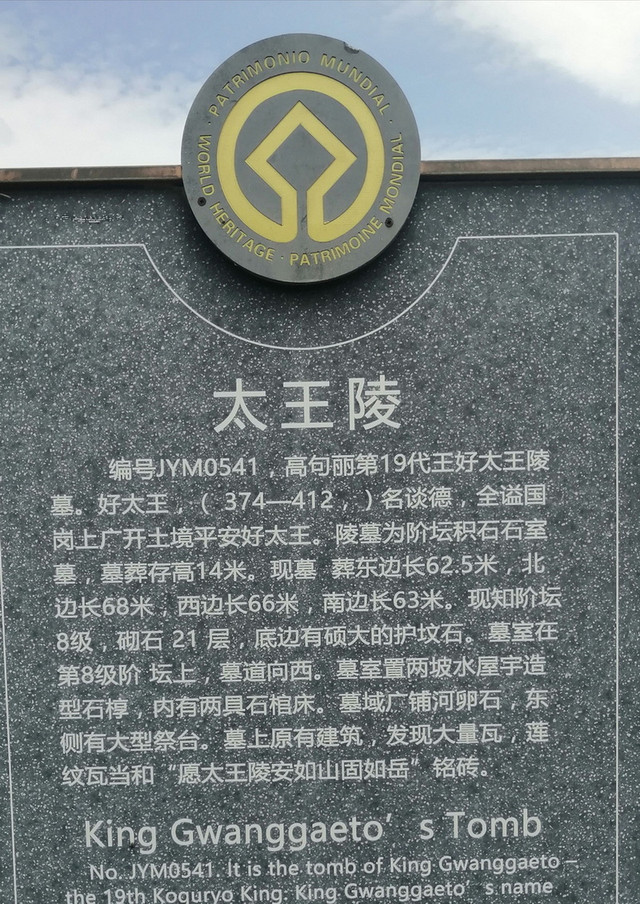 PATRIMONIO MUNDIAL · WORLD HERITAGE · PATRIMOINE MONDIAL ·
太王陵
编号JYM0541，高句丽第19代王好太王陵
墓。好太王，（ 374—412，）名谈德，全谥国
岗上广开土境平安好太王。陵墓为阶坛积石石室
墓，墓葬存高14米。现墓 葬东边长62.5米，北
边长68米，西边长66米，南边长63米。现知阶坛
8级，砌石 21 层，底边有硕大的护坟石。墓室在
第8级阶 坛上，墓道向西。墓室置两坡水屋宇造
型石椁，内有两具石棺床。墓域广铺河卵石，东
侧有大型祭台。墓上原有建筑，发现大量瓦，莲
纹瓦当和“愿太王陵安如山固如岳”铭砖。
King Gwanggaeto’s Tomb
No. JYM0541. It is the tomb of King Gwanggaeto –
the 19th Koguryo King. King Gwanggaeto’s name